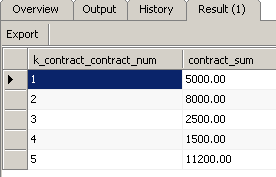 Overview Output History Result (1)
Export
k_contract_contract_num contract_sum
1 5000.00
2 8000.00
3 2500.00
4 1500.00
5 11200.00